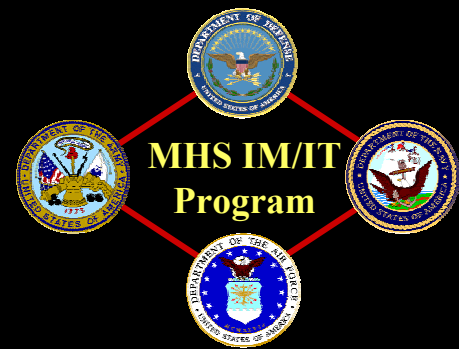 DEPARTMENT OF DEFENSE
UNITED STATES OF AMERICA
MHS IM/IT
Program
DEPARTMENT OF THE ARMY
UNITED STATES OF AMERICA
1775
DEPARTMENT OF THE NAVY
UNITED STATES OF AMERICA
DEPARTMENT OF THE AIR FORCE
UNITED STATES OF AMERICA